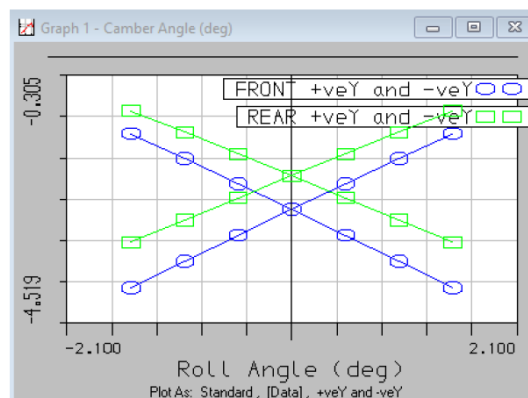 Graph 1 - Camber Angle (deg)
FRONT +veY and -veY
REAR +veY and -veY
-0.305
-4.519
-2.100
2.100
Roll Angle (deg)
Plot As: Standard , [Data] , +veY and -veY